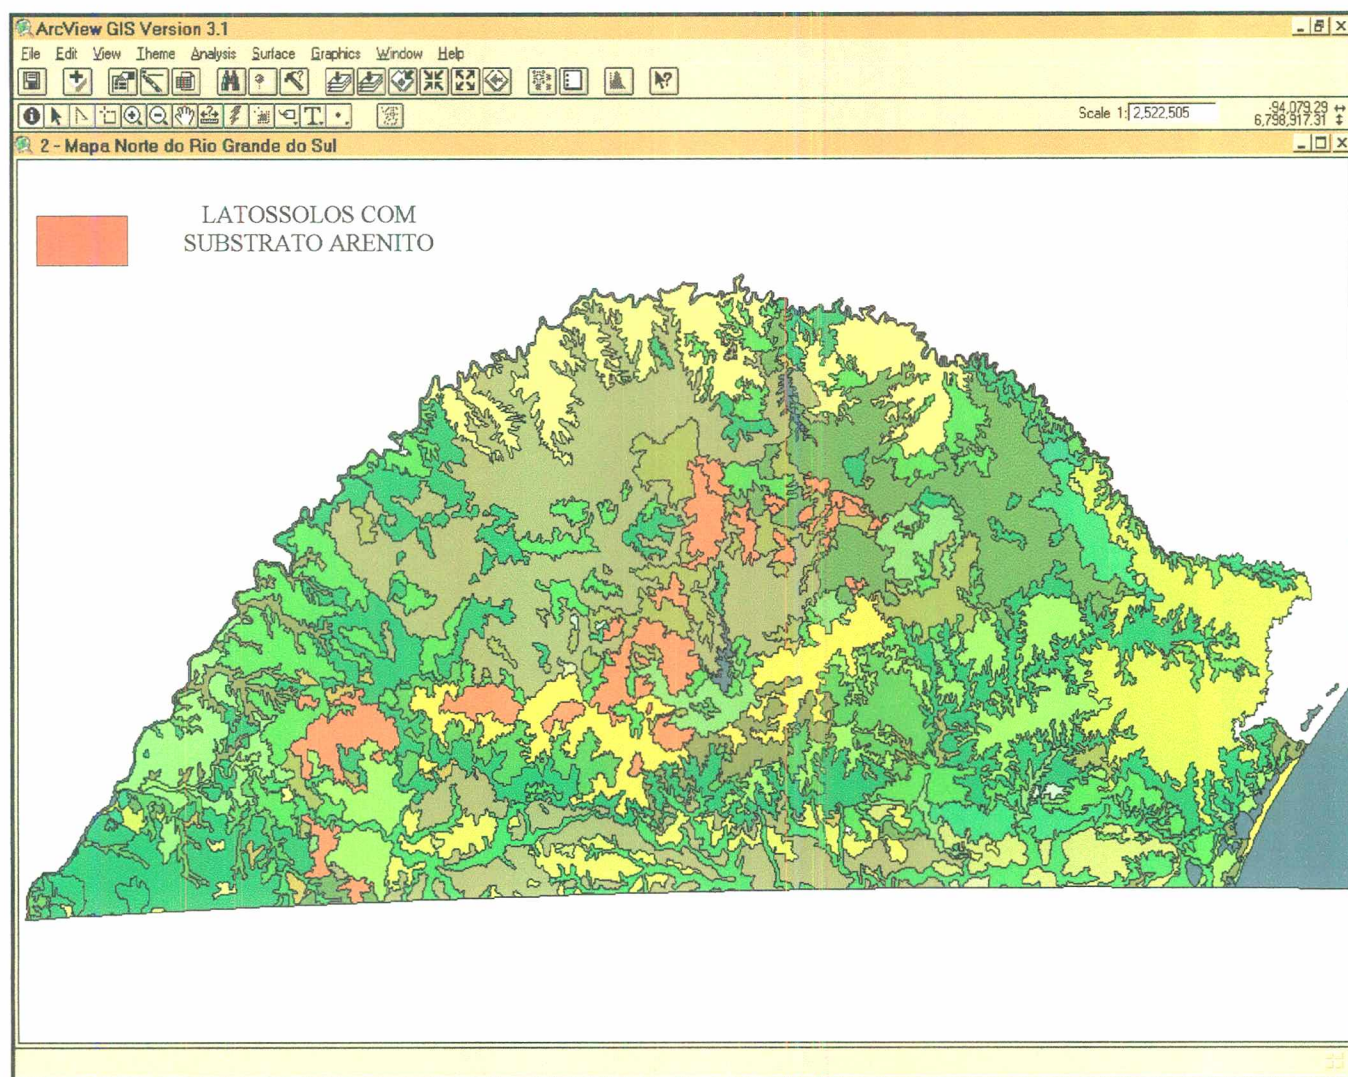 ArcView GIS Version 3.1
File Edit View Theme Analysis Surface Graphics Window Help
Scale 1: 2,522,505
-94,079.29
6,798,917.31
2 - Mapa Norte do Rio Grande do Sul
LATOSSOLOS COM
SUBSTRATO ARENITO